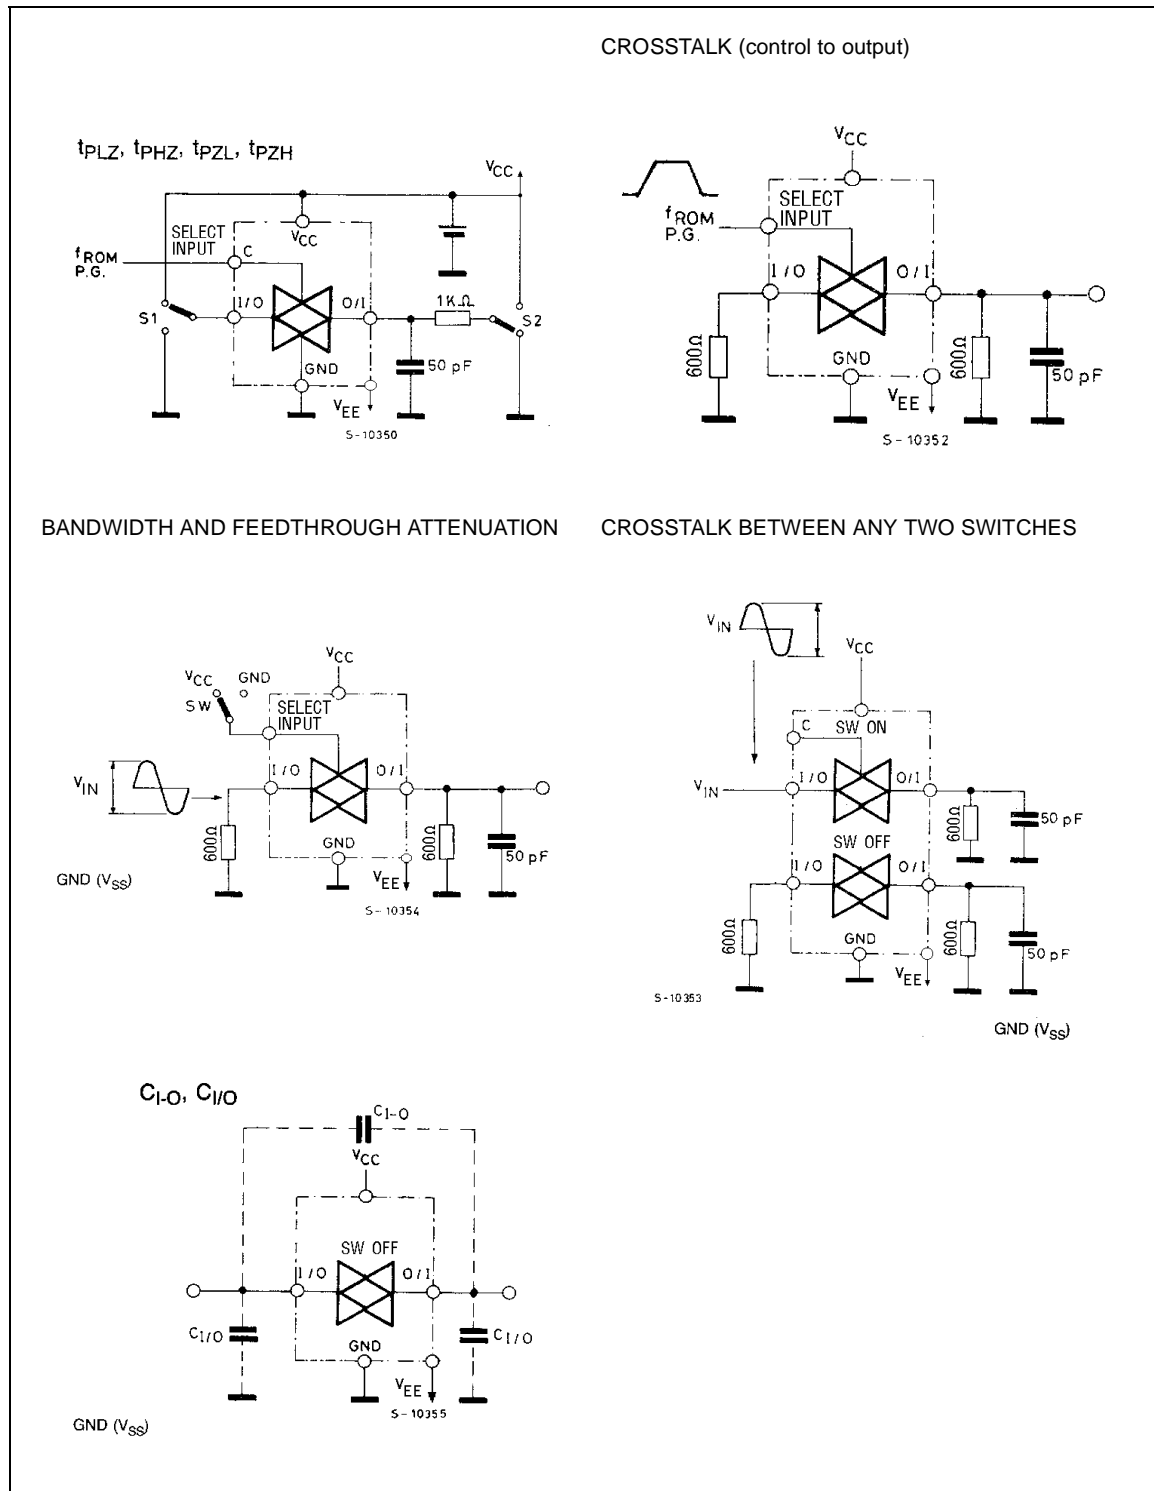 CROSSTALK (control to output)
tPLZ, tPHZ, tPZL, tPZH
VCC
SELECT
INPUT
VCC
fROM
P.G.
C
I/O
O/I
1KΩ
S1
S2
GND
50 pF
VEE
S-10350
VCC
SELECT
INPUT
fROM
P.G.
I/O
O/I
600Ω
GND
600Ω
50 pF
VEE
S-10352
BANDWIDTH AND FEEDTHROUGH ATTENUATION
CROSSTALK BETWEEN ANY TWO SWITCHES
VCC
VCC
GND
SW
SELECT
INPUT
VIN
I/O
O/I
600Ω
GND
600Ω
50 pF
VEE
GND (VSS)
S-10354
VIN
VCC
C
SW ON
I/O
O/I
VIN
600Ω
50 pF
SW OFF
I/O
O/I
600Ω
GND
600Ω
50 pF
VEE
S-10353
GND (VSS)
CI-O, CI/O
CI-O
VCC
SW OFF
I/O
O/I
CI/O
GND
CI/O
VEE
S-10355
GND (VSS)